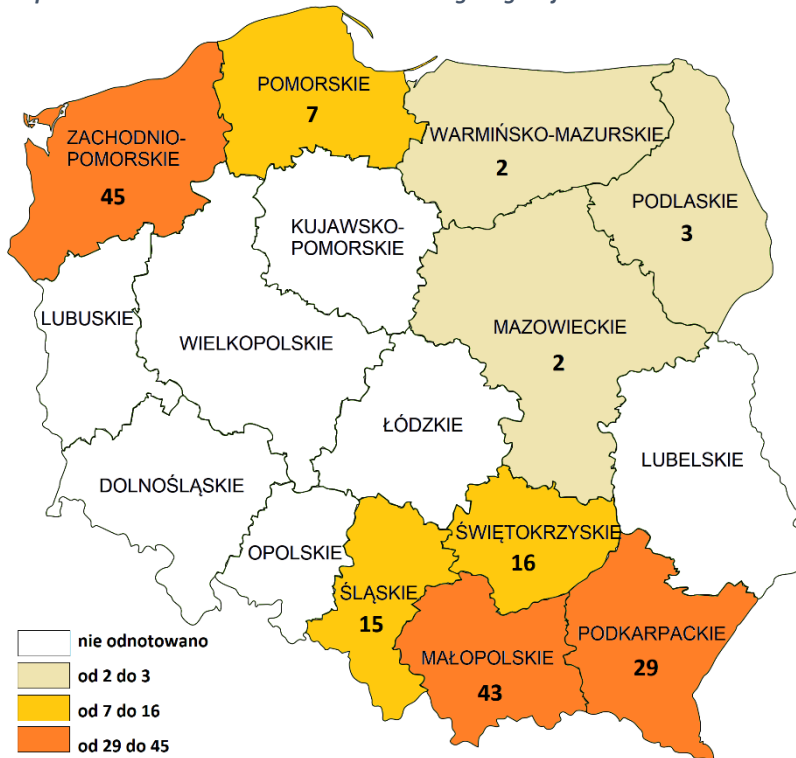 POMORSKIE
7
ZACHODNIO-
POMORSKIE
45
WARMIŃSKO-MAZURSKIE
2
PODLASKIE
3
KUJAWSKO-
POMORSKIE
LUBUSKIE
WIELKOPOLSKIE
MAZOWIECKIE
2
ŁÓDZKIE
LUBELSKIE
DOLNOŚLĄSKIE
OPOLSKIE
ŚWIĘTOKRZYSKIE
16
ŚLĄSKIE
15
MAŁOPOLSKIE
43
PODKARPACKIE
29
nie odnotowano
od 2 do 3
od 7 do 16
od 29 do 45